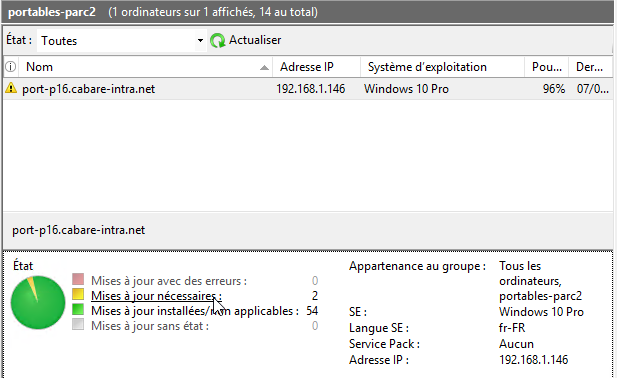 portables-parc2 (1 ordinateurs sur 1 affichés, 14 au total)
État : Toutes Actualiser
Nom Adresse IP Système d'exploitation Pou... Der...
port-p16.cabare-intra.net 192.168.1.146 Windows 10 Pro 96% 07/0...
port-p16.cabare-intra.net
État
Mises à jour avec des erreurs : 0
Mises à jour nécessaires : 2
Mises à jour installées/non applicables : 54
Mises à jour sans état : 0
Appartenance au groupe : Tous les
ordinateurs,
portables-parc2
SE : Windows 10 Pro
Langue SE : fr-FR
Service Pack : Aucun
Adresse IP : 192.168.1.146